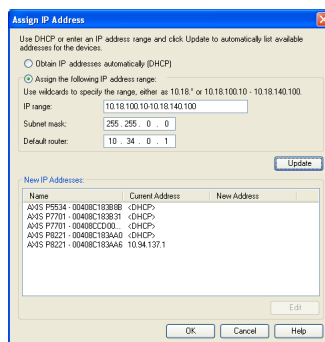 Assign IP Address
Use DHCP or enter an IP address range and click Update to automatically list available
addresses for the devices.
Obtain IP addresses automatically (DHCP)
Assign the following IP address range:
Use wildcards to specify the range, either as 10.18.* or 10.18.100.10 - 10.18.140.100.
IP range: 10.18.100.10-10.18.140.100
Subnet mask: 255 . 255 . 0 . 0
Default router: 10 . 34 . 0 . 1
Update
New IP Addresses:
Name Current Address New Address
AXIS P5534 - 00408C183B8B <DHCP>
AXIS P7701 - 00408C183B31 <DHCP>
AXIS P7701 - 00408CCD00... <DHCP>
AXIS P8221 - 00408C183AA0 <DHCP>
AXIS P8221 - 00408C183AA6 10.94.137.1
Edit
OK Cancel Help